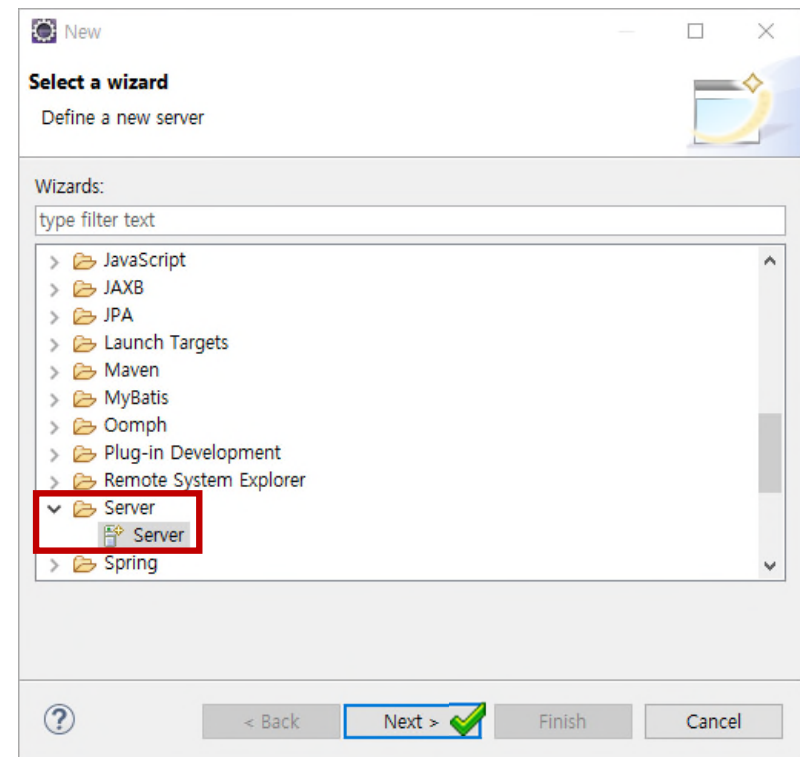 New
Select a wizard
Define a new server
Wizards:
type filter text
JavaScript
JAXB
JPA
Launch Targets
Maven
MyBatis
Oomph
Plug-in Development
Remote System Explorer
Server
Server
Spring
? < Back Next > Finish Cancel